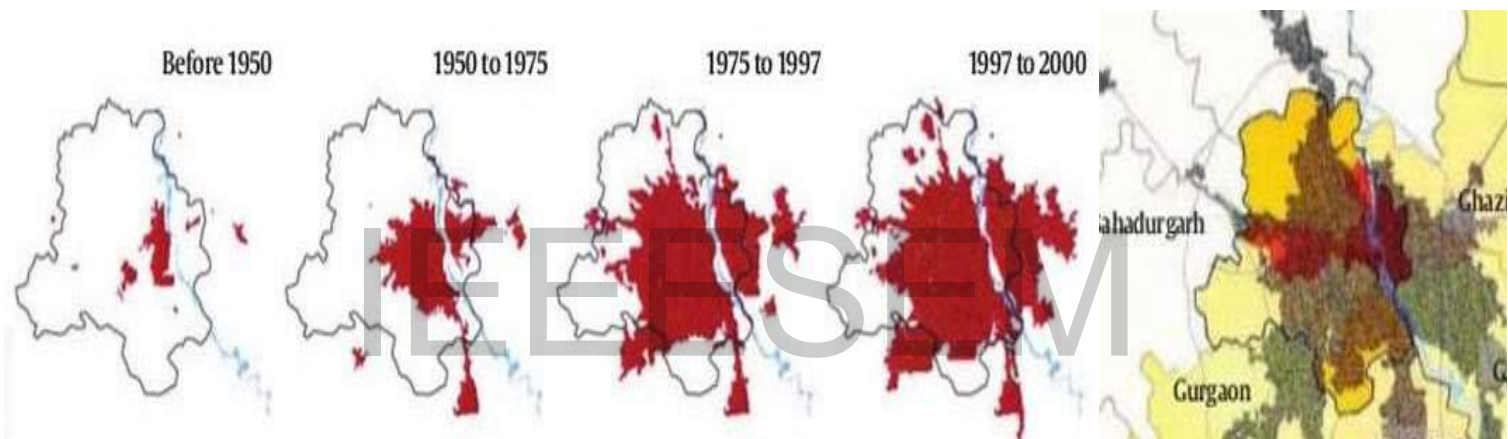 Before 1950
1950 to 1975
1975 to 1997
1997 to 2000
ahadurgarh
Ghazi
Gurgaon
G
IEEESEM